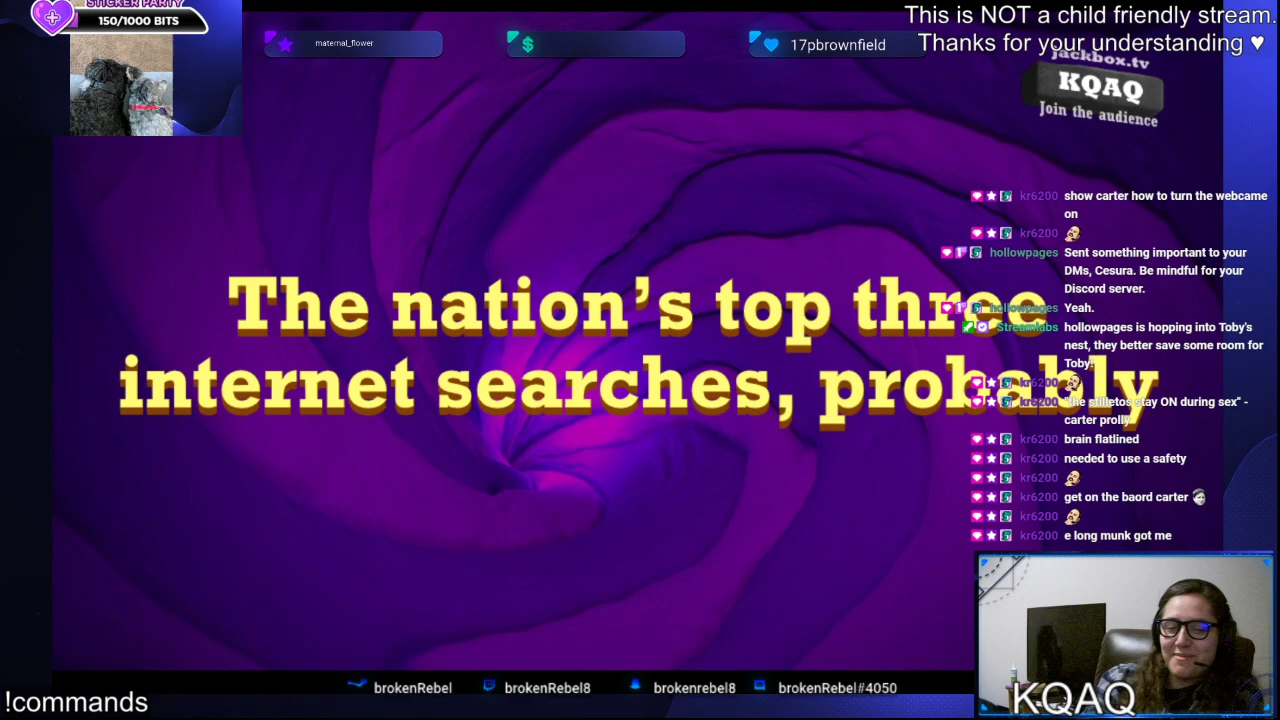 STICKER PARTY
150/1000 BITS
maternal_flower
$
17pbrownfield
This is NOT a child friendly stream.
Thanks for your understanding ♥
jackbox.tv
KQAQ
Join the audience
The nation's top three
internet searches, probably
kr6200 show carter how to turn the webcame
on
kr6200
hollowpages Sent something important to your
DMs, Cesura. Be mindful for your
Discord server.
hollowpages Yeah.
Streamlabs hollowpages is hopping into Toby's
nest, they better save some room for
Toby!
kr6200
kr6200 "the stilletos stay ON during sex" -
carter prolly
kr6200 brain flatlined
kr6200 needed to use a safety
kr6200
kr6200 get on the baord carter
kr6200
kr6200 e long munk got me
brokenRebel brokenRebel8 brokenrebel8 brokenRebel#4050
!commands
KQAQ